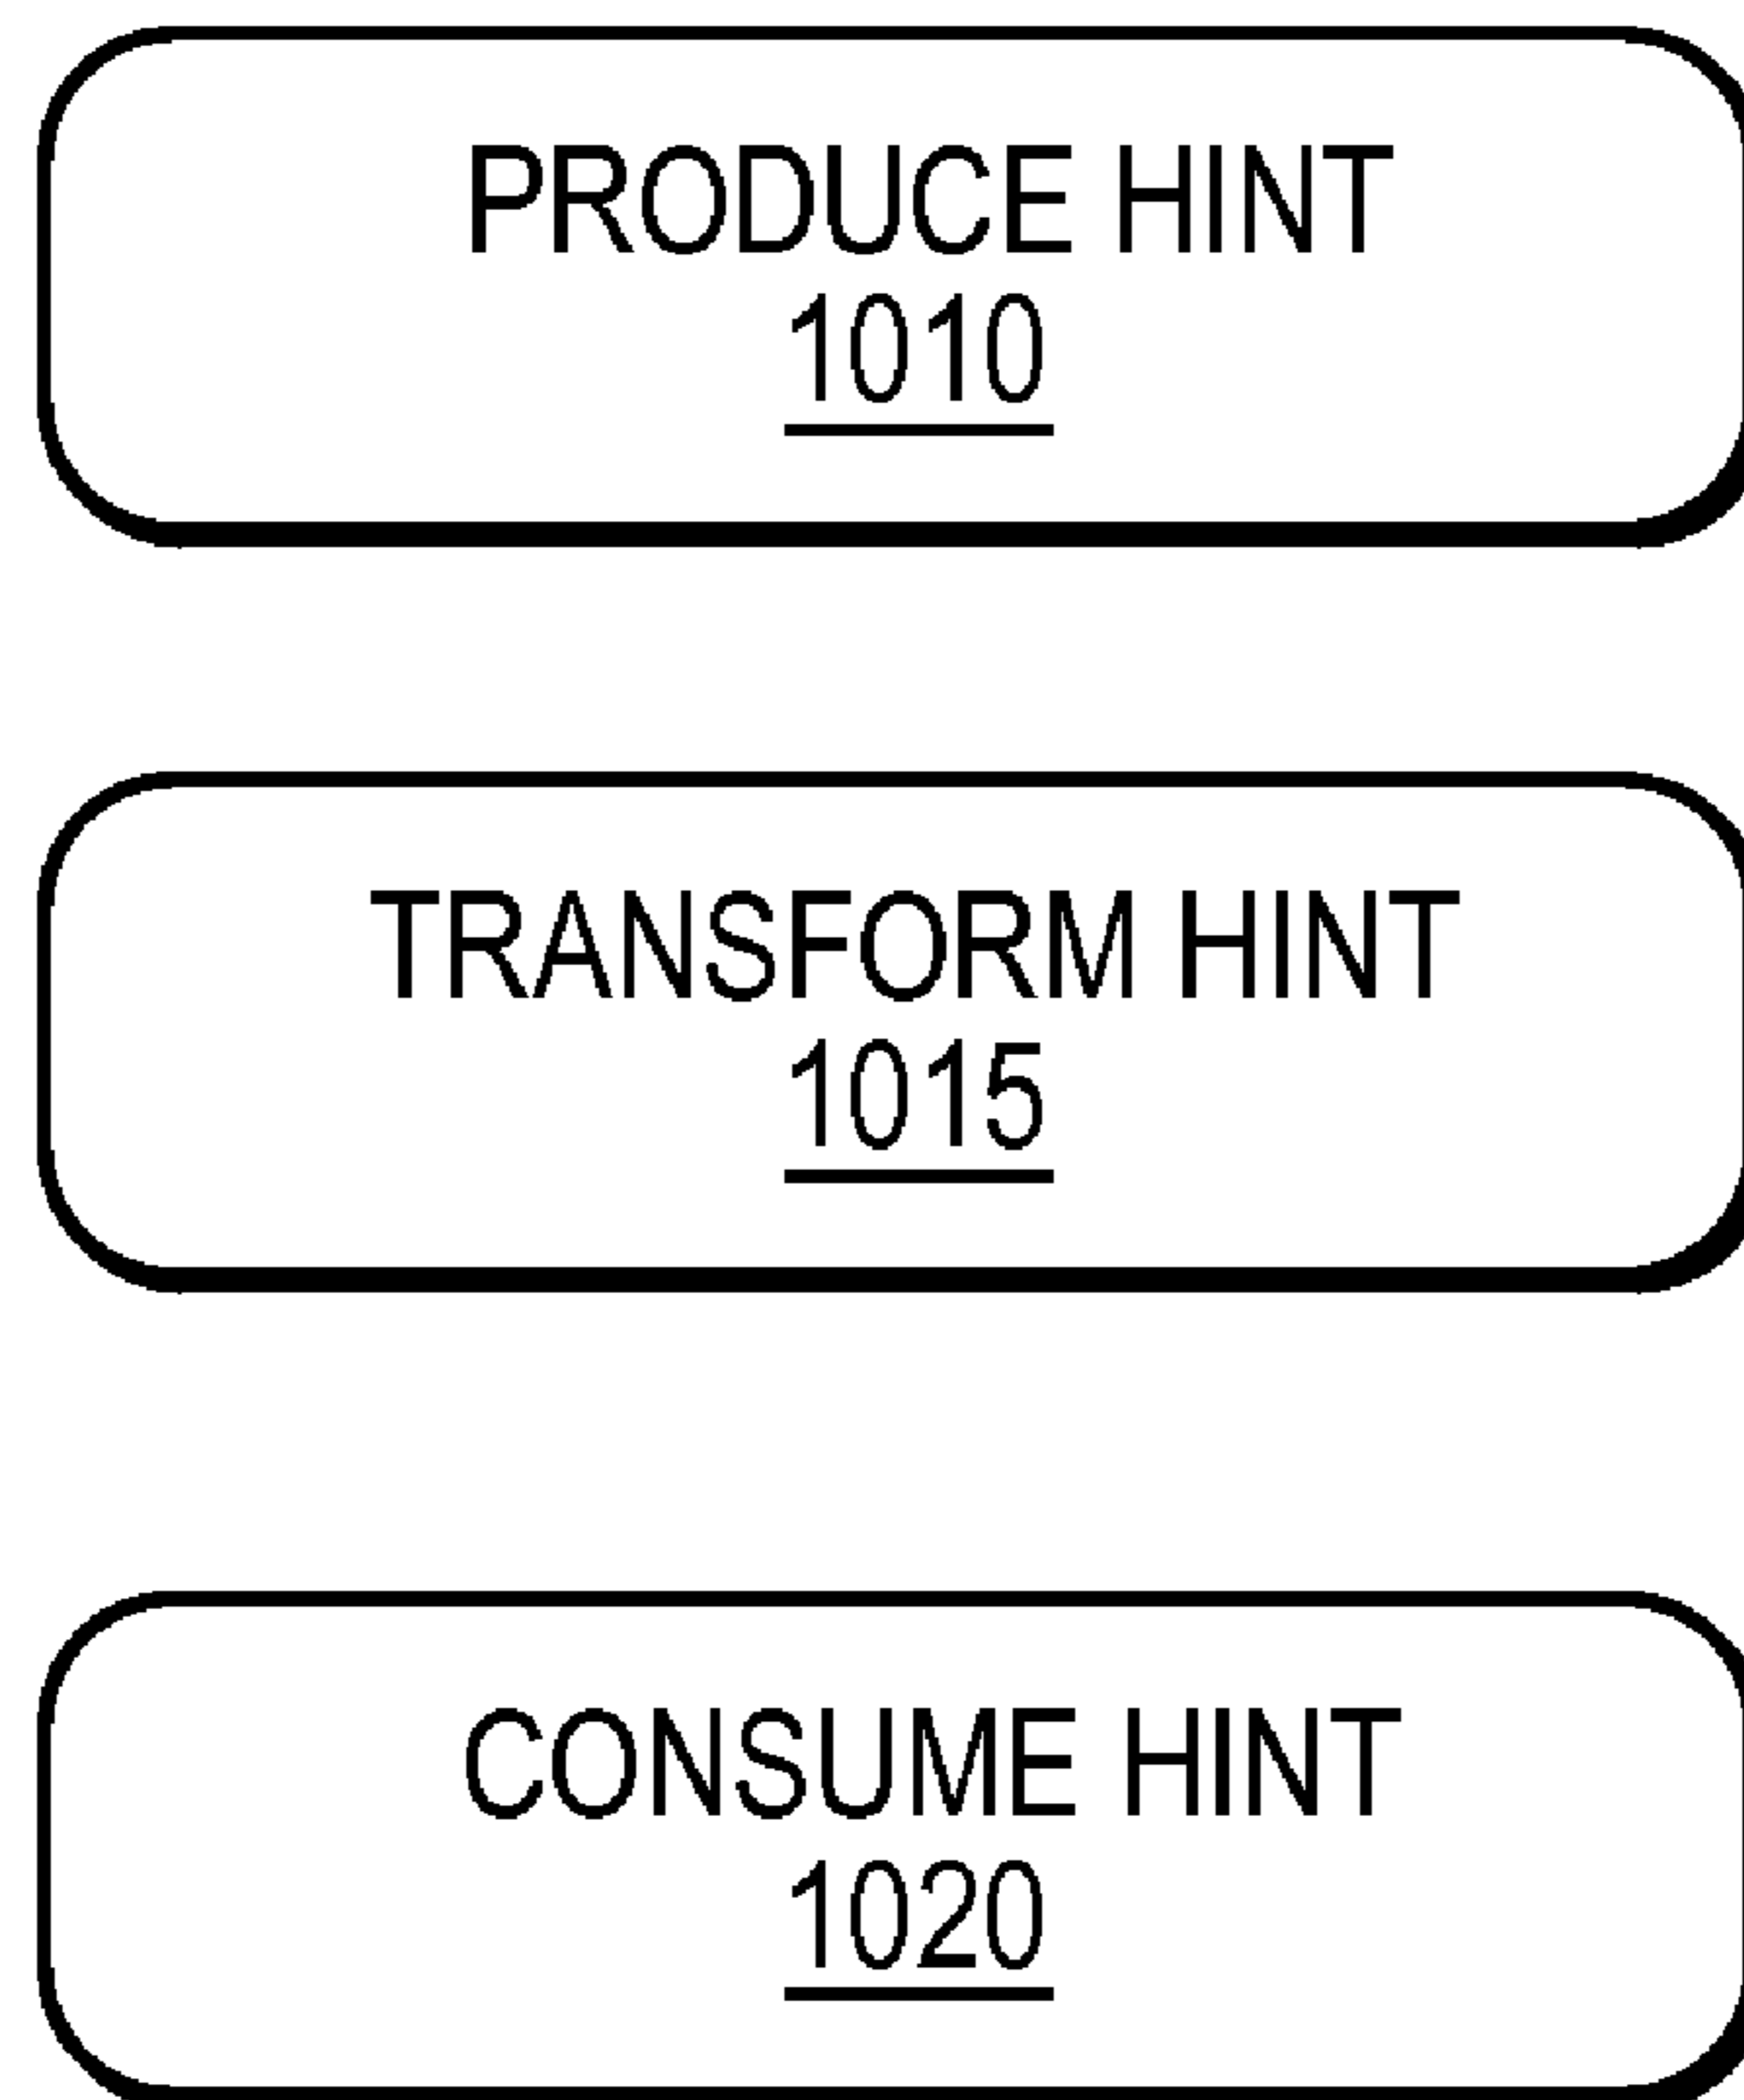 PRODUCE HINT
1010
TRANSFORM HINT
1015
CONSUME HINT
1020